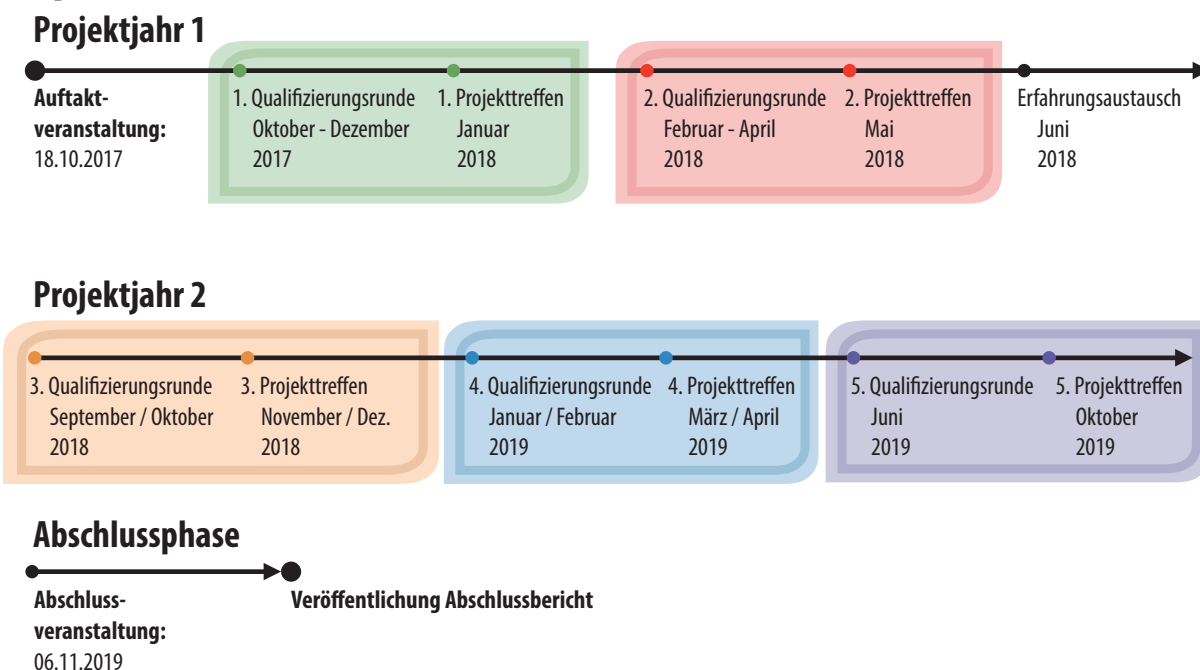 Projektjahr 1
Auftakt-
veranstaltung:
18.10.2017
1. Qualifizierungsrunde
Oktober - Dezember
2017
1. Projekttreffen
Januar
2018
2. Qualifizierungsrunde
Februar - April
2018
2. Projekttreffen
Mai
2018
Erfahrungsaustausch
Juni
2018
Projektjahr 2
3. Qualifizierungsrunde
September / Oktober
2018
3. Projekttreffen
November / Dez.
2018
4. Qualifizierungsrunde
Januar / Februar
2019
4. Projekttreffen
März / April
2019
5. Qualifizierungsrunde
Juni
2019
5. Projekttreffen
Oktober
2019
Abschlussphase
Abschluss-
veranstaltung:
06.11.2019
Veröffentlichung Abschlussbericht